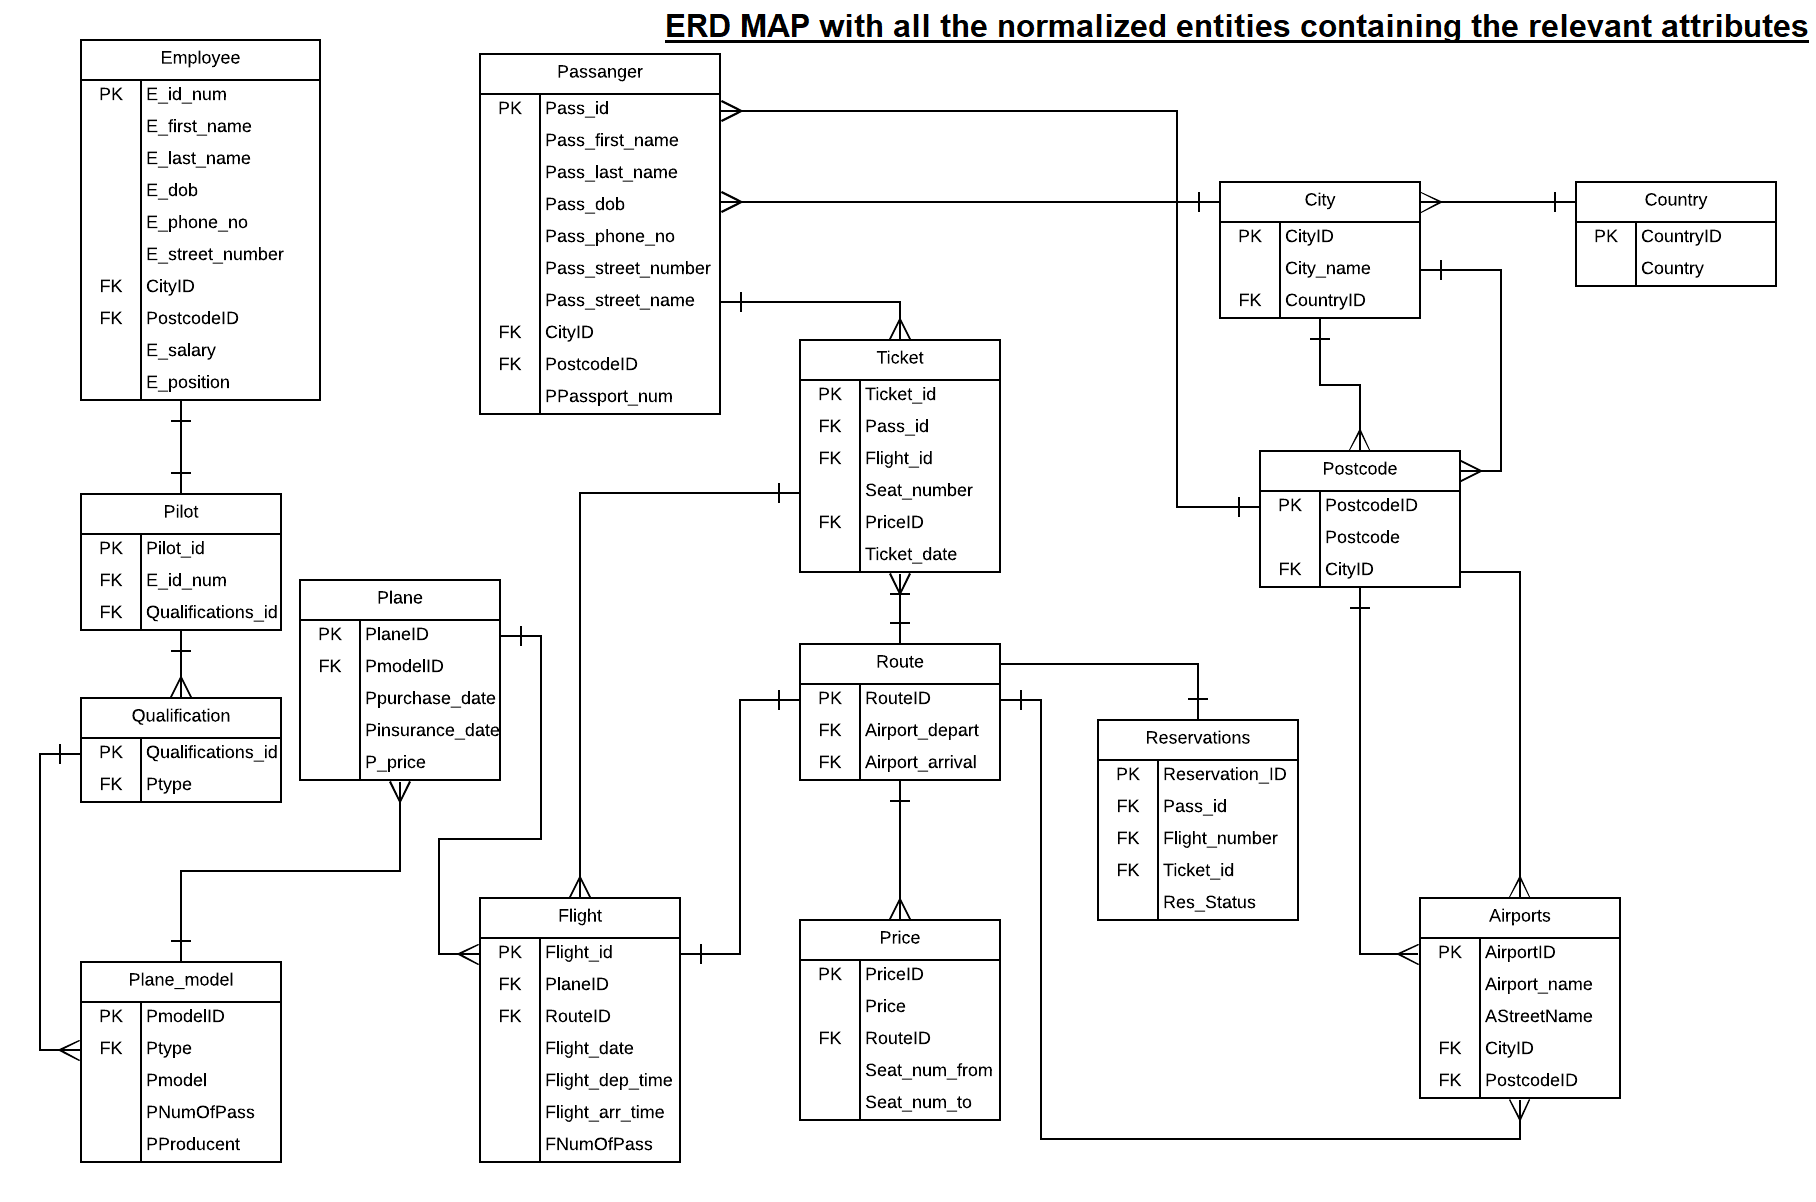 ERD MAP with all the normalized entities containing the relevant attributes
Employee
PK E_id_num
E_first_name
E_last_name
E_dob
E_phone_no
E_street_number
FK CityID
FK PostcodeID
E_salary
E_position
Passanger
PK Pass_id
Pass_first_name
Pass_last_name
Pass_dob
Pass_phone_no
Pass_street_number
Pass_street_name
FK CityID
FK PostcodeID
PPassport_num
City
PK CityID
City_name
FK CountryID
Country
PK CountryID
Country
Ticket
PK Ticket_id
FK Pass_id
FK Flight_id
Seat_number
FK PriceID
Ticket_date
Postcode
PK PostcodeID
Postcode
FK CityID
Pilot
PK Pilot_id
FK E_id_num
FK Qualifications_id
Plane
PK PlaneID
FK PmodelID
Ppurchase_date
Pinsurance_date
P_price
Route
PK RouteID
FK Airport_depart
FK Airport_arrival
Qualification
PK Qualifications_id
FK Ptype
Reservations
PK Reservation_ID
FK Pass_id
FK Flight_number
FK Ticket_id
Res_Status
Flight
PK Flight_id
FK PlaneID
FK RouteID
Flight_date
Flight_dep_time
Flight_arr_time
FNumOfPass
Price
PK PriceID
Price
FK RouteID
Seat_num_from
Seat_num_to
Airports
PK AirportID
Airport_name
AStreetName
FK CityID
FK PostcodeID
Plane_model
PK PmodelID
FK Ptype
Pmodel
PNumOfPass
PProducent